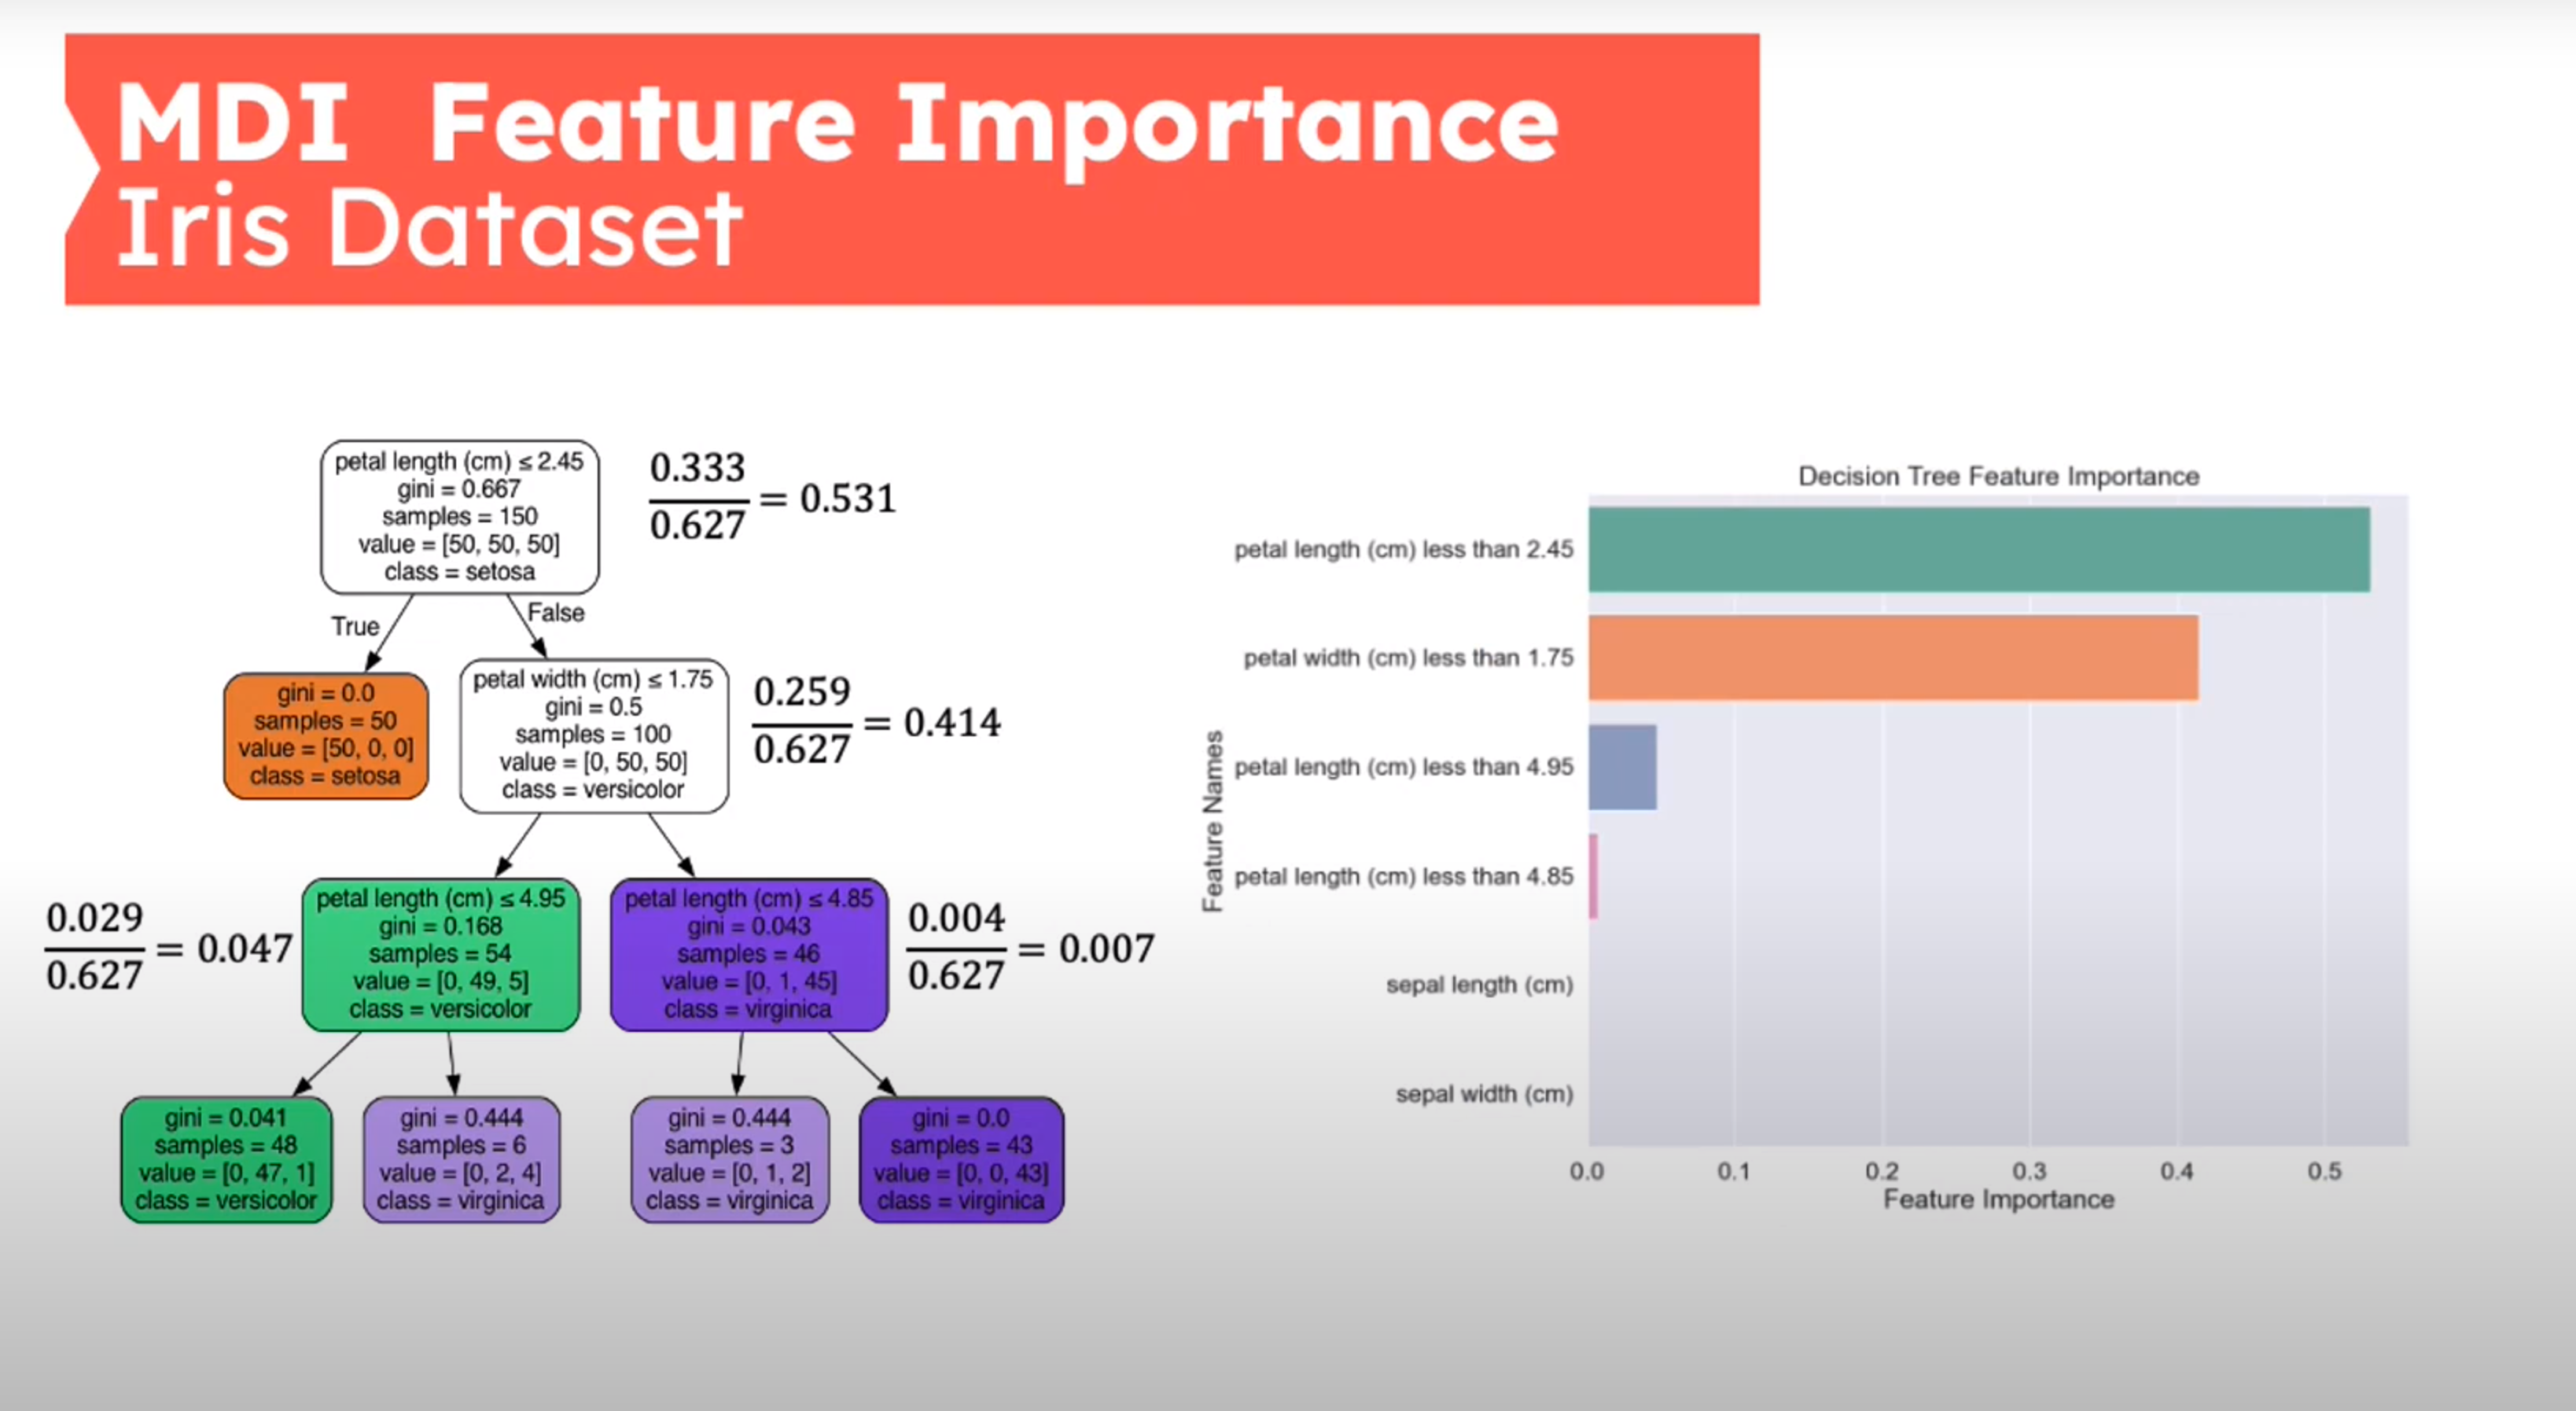 MDI Feature Importance
Iris Dataset
petal length (cm) ≤ 2.45
gini = 0.667
samples = 150
value = [50, 50, 50]
class = setosa
0.333
0.627
= 0.531
True
False
gini = 0.0
samples = 50
value = [50, 0, 0]
class = setosa
petal width (cm) ≤ 1.75
gini = 0.5
samples = 100
value = [0, 50, 50]
class = versicolor
0.259
0.627
= 0.414
0.029
0.627
= 0.047
petal length (cm) ≤ 4.95
gini = 0.168
samples = 54
value = [0, 49, 5]
class = versicolor
petal length (cm) ≤ 4.85
gini = 0.043
samples = 46
value = [0, 1, 45]
class = virginica
0.004
0.627
= 0.007
gini = 0.041
samples = 48
value = [0, 47, 1]
class = versicolor
gini = 0.444
samples = 6
value = [0, 2, 4]
class = virginica
gini = 0.444
samples = 3
value = [0, 1, 2]
class = virginica
gini = 0.0
samples = 43
value = [0, 0, 43]
class = virginica
Decision Tree Feature Importance
Feature Names
petal length (cm) less than 2.45
petal width (cm) less than 1.75
petal length (cm) less than 4.95
petal length (cm) less than 4.85
sepal length (cm)
sepal width (cm)
0.0 0.1 0.2 0.3 0.4 0.5
Feature Importance